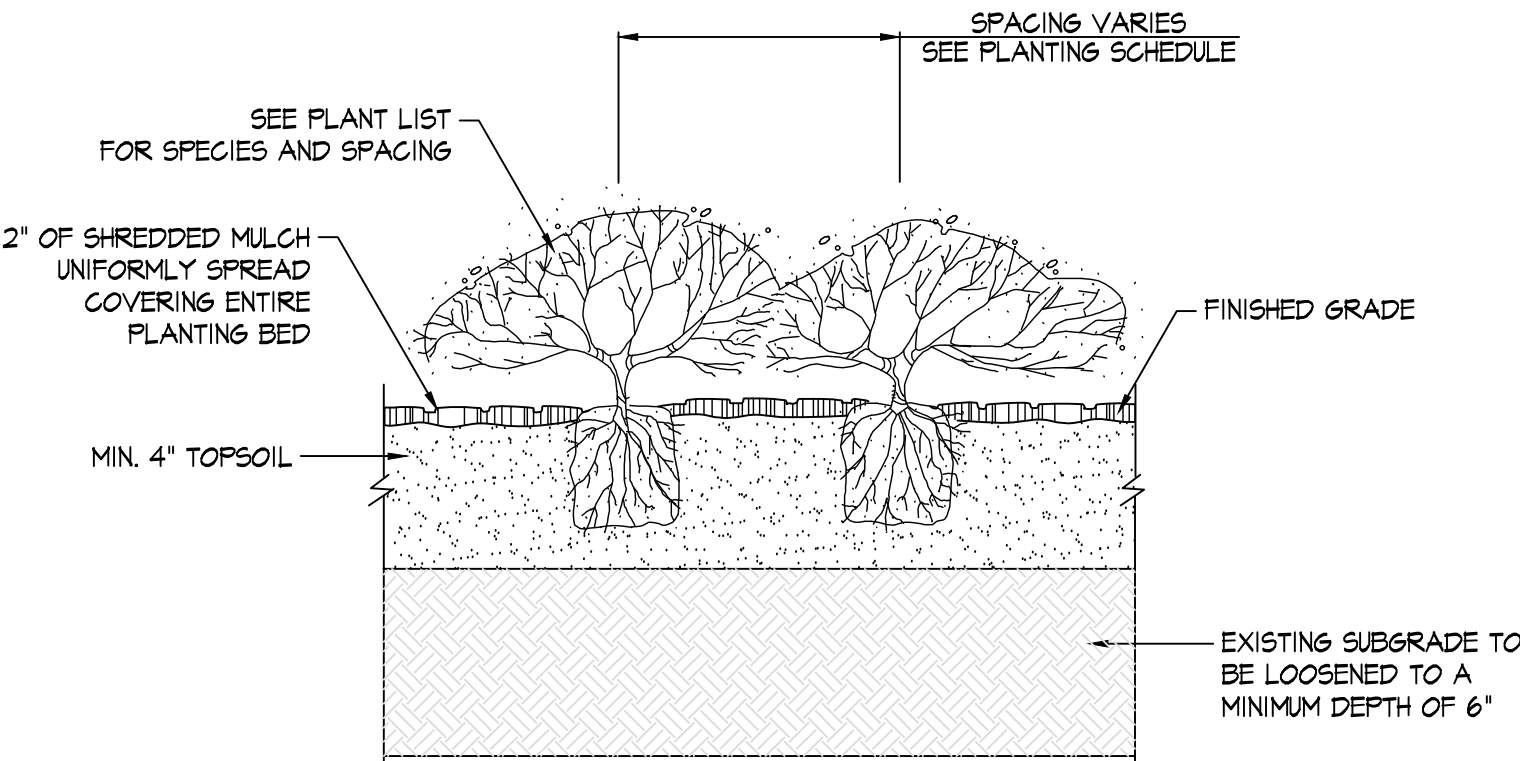 SPACING VARIES
SEE PLANTING SCHEDULE
SEE PLANT LIST
FOR SPECIES AND SPACING
2" OF SHREDDED MULCH
UNIFORMLY SPREAD
COVERING ENTIRE
PLANTING BED
FINISHED GRADE
MIN. 4" TOPSOIL
EXISTING SUBGRADE TO
BE LOOSENED TO A
MINIMUM DEPTH OF 6"